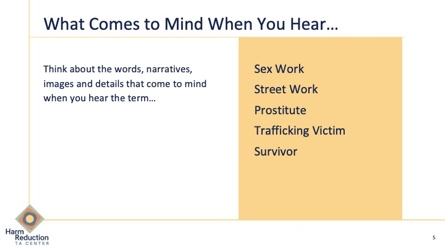 What Comes to Mind When You Hear…
Think about the words, narratives,
images and details that come to mind
when you hear the term…
Sex Work
Street Work
Prostitute
Trafficking Victim
Survivor
Harm
Reduction
TA CENTER
5